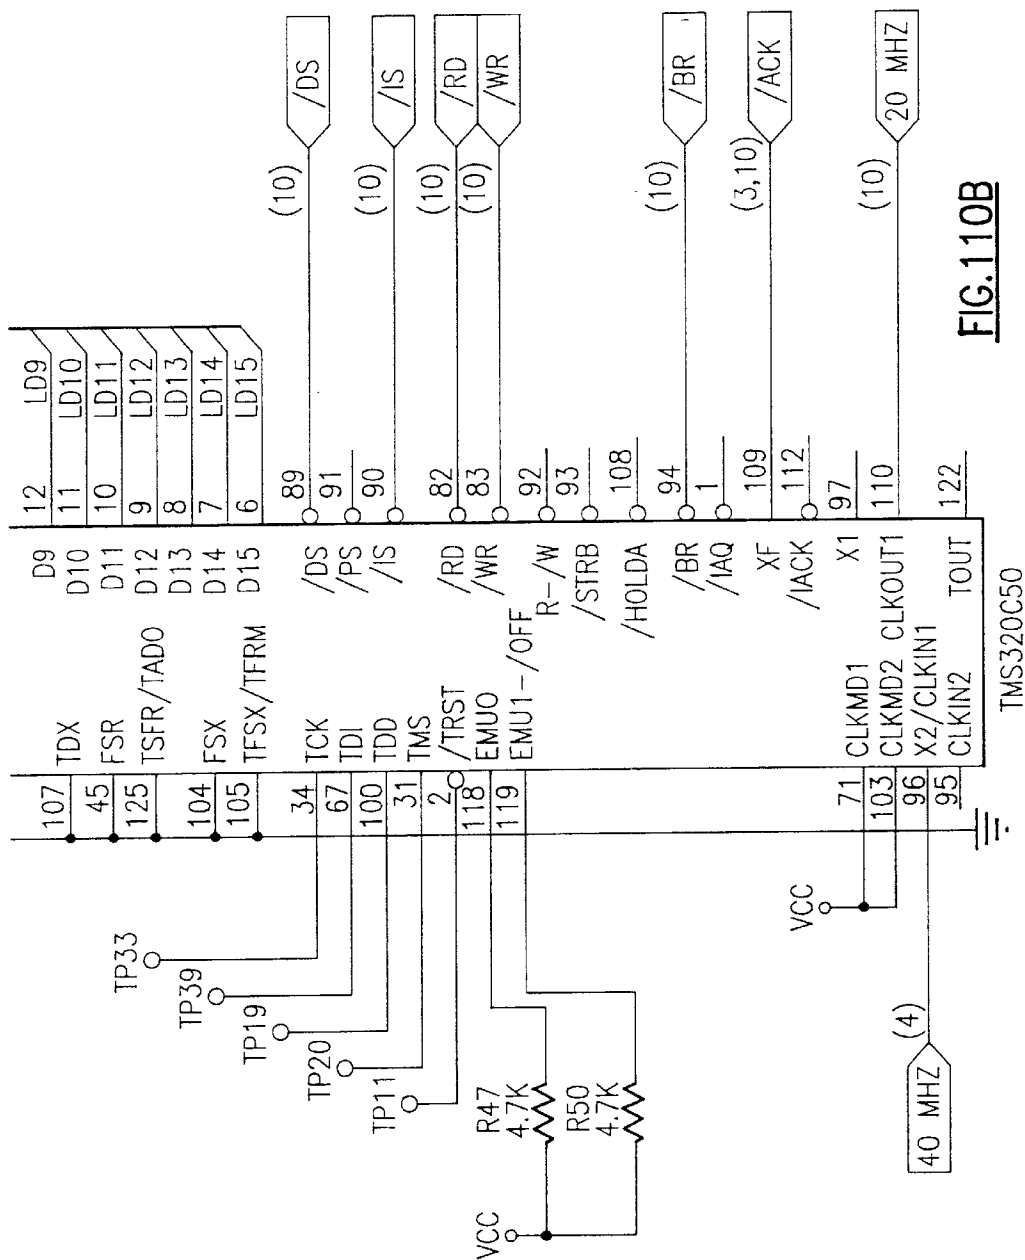 D9 12 LD9
D10 11 LD10
D11 10 LD11
D12 9 LD12
D13 8 LD13
D14 7 LD14
D15 6 LD15
/DS 89 (10) /DS
/PS 91
/IS 90 (10) /IS
/RD 82 (10) /RD
/WR 83 (10) /WR
R-/W 92
/STRB 93
/HOLDA 108
/BR 94 (10) /BR
/IAQ 1
XF 109 (3,10) /ACK
/IACK 112
X1 97
CLKOUT1 110 (10) 20 MHZ
TOUT 122
107 TDX
45 FSR
125 TSFR/TADO
104 FSX
105 TFSX/TFRM
TP33 34 TCK
TP39 67 TDI
TP19 100 TDD
TP20 31 TMS
TP11 2 /TRST
118 EMUO
119 EMU1-/OFF
R47
4.7K
R50
4.7K
VCC
VCC
71 CLKMD1
103 CLKMD2
40 MHZ (4) 96 X2/CLKIN1
95 CLKIN2
TMS320C50
FIG.110B